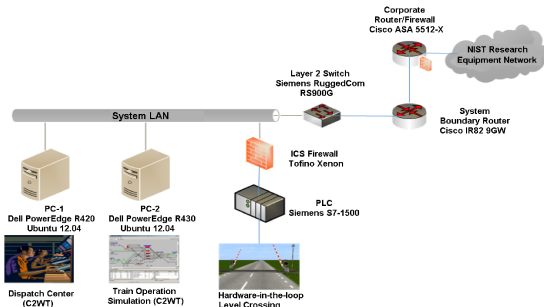 Corporate
Router/Firewall
Cisco ASA 5512-X
NIST Research
Equipment Network
Layer 2 Switch
Siemens RuggedCom
RS900G
System LAN
System
Boundary Router
Cisco IR82 9GW
ICS Firewall
Tofino Xenon
PC-1
Dell PowerEdge R420
Ubuntu 12.04
PC-2
Dell PowerEdge R430
Ubuntu 12.04
PLC
Siemens S7-1500
Dispatch Center
(C2WT)
Train Operation
Simulation (C2WT)
Hardware-in-the-loop
Level Crossing